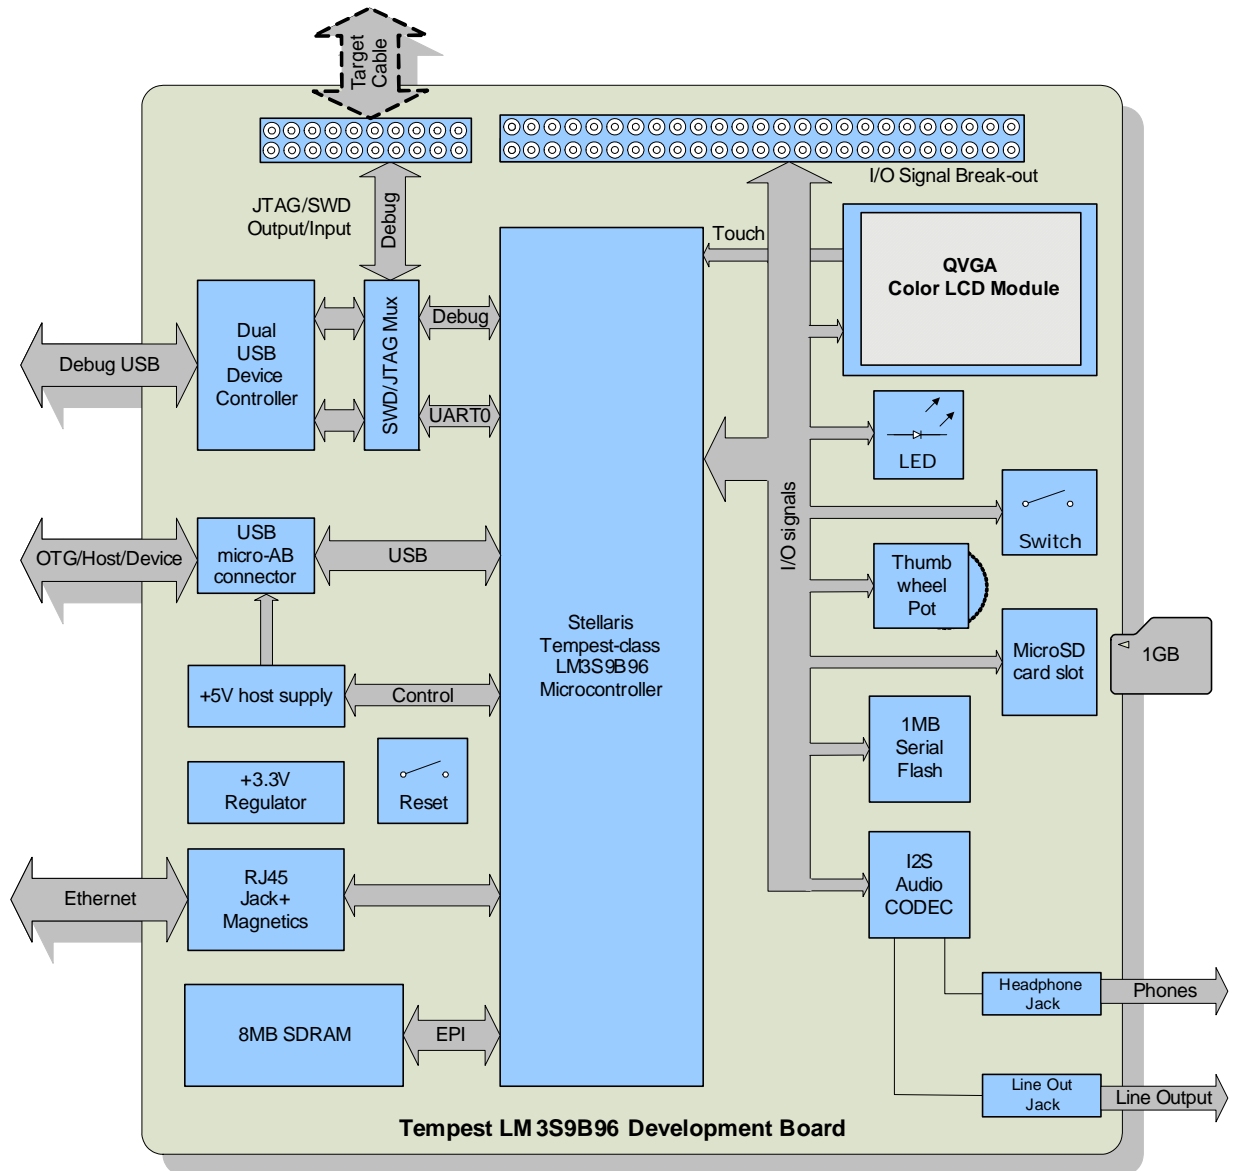 Target
Cable
I/O Signal Break-out
JTAG/SWD
Output/Input
Debug
Touch
QVGA
Color LCD Module
Dual
USB
Device
Controller
SWD/JTAG Mux
Debug
Debug USB
UART0
LED
I/O signals
Switch
USB
micro-AB
connector
OTG/Host/Device
USB
Thumb
wheel
Pot
Stellaris
Tempest-class
LM3S9B96
Microcontroller
MicroSD
card slot
1GB
+5V host supply
Control
1MB
Serial
Flash
+3.3V
Regulator
Reset
I2S
Audio
CODEC
Ethernet
RJ45
Jack+
Magnetics
Headphone
Jack
Phones
8MB SDRAM
EPI
Line Out
Jack
Line Output
Tempest LM3S9B96 Development Board